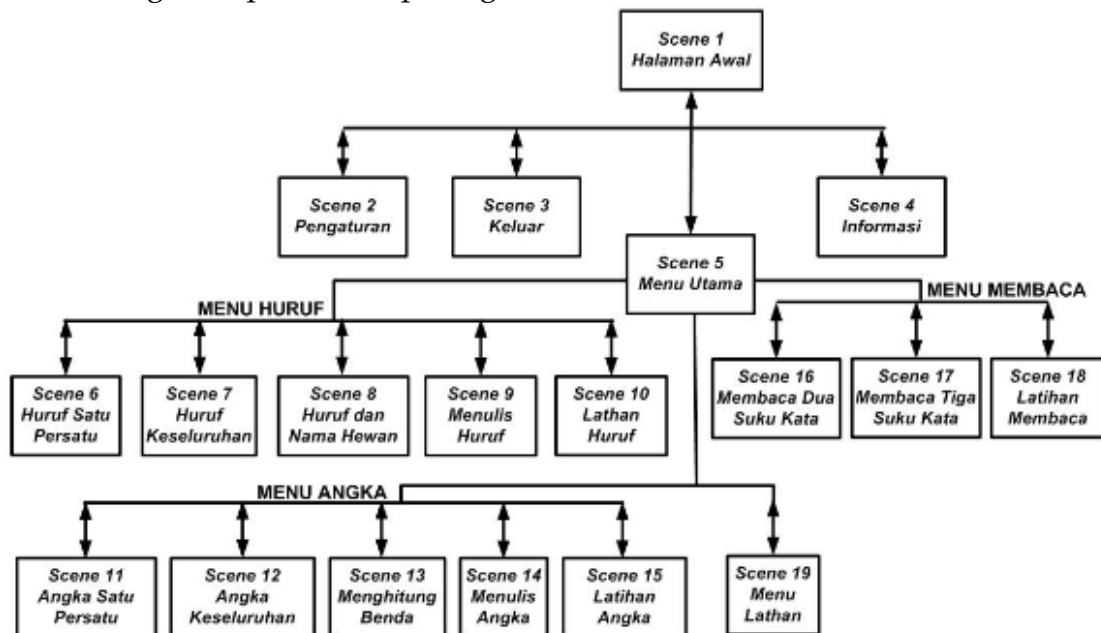 Scene 1
Halaman Awal
Scene 2
Pengaturan
Scene 3
Keluar
Scene 4
Informasi
Scene 5
Menu Utama
MENU HURUF
MENU MEMBACA
Scene 6
Huruf Satu
Persatu
Scene 7
Huruf
Keseluruhan
Scene 8
Huruf dan
Nama Hewan
Scene 9
Menulis
Huruf
Scene 10
Lathan
Huruf
Scene 16
Membaca Dua
Suku Kata
Scene 17
Membaca Tiga
Suku Kata
Scene 18
Latihan
Membaca
MENU ANGKA
Scene 11
Angka Satu
Persatu
Scene 12
Angka
Keseluruhan
Scene 13
Menghitung
Benda
Scene 14
Menulis
Angka
Scene 15
Latihan
Angka
Scene 19
Menu
Lathan